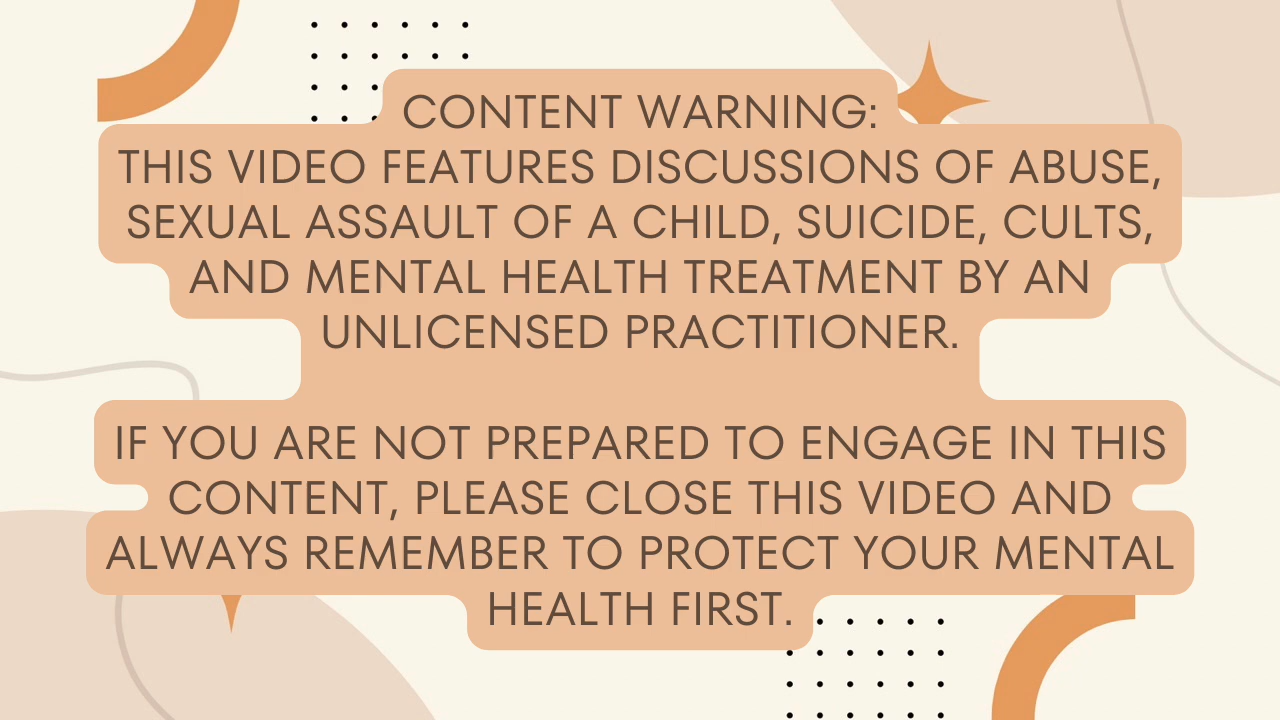 CONTENT WARNING:
THIS VIDEO FEATURES DISCUSSIONS OF ABUSE,
SEXUAL ASSAULT OF A CHILD, SUICIDE, CULTS,
AND MENTAL HEALTH TREATMENT BY AN
UNLICENSED PRACTITIONER.
IF YOU ARE NOT PREPARED TO ENGAGE IN THIS
CONTENT, PLEASE CLOSE THIS VIDEO AND
ALWAYS REMEMBER TO PROTECT YOUR MENTAL
HEALTH FIRST.